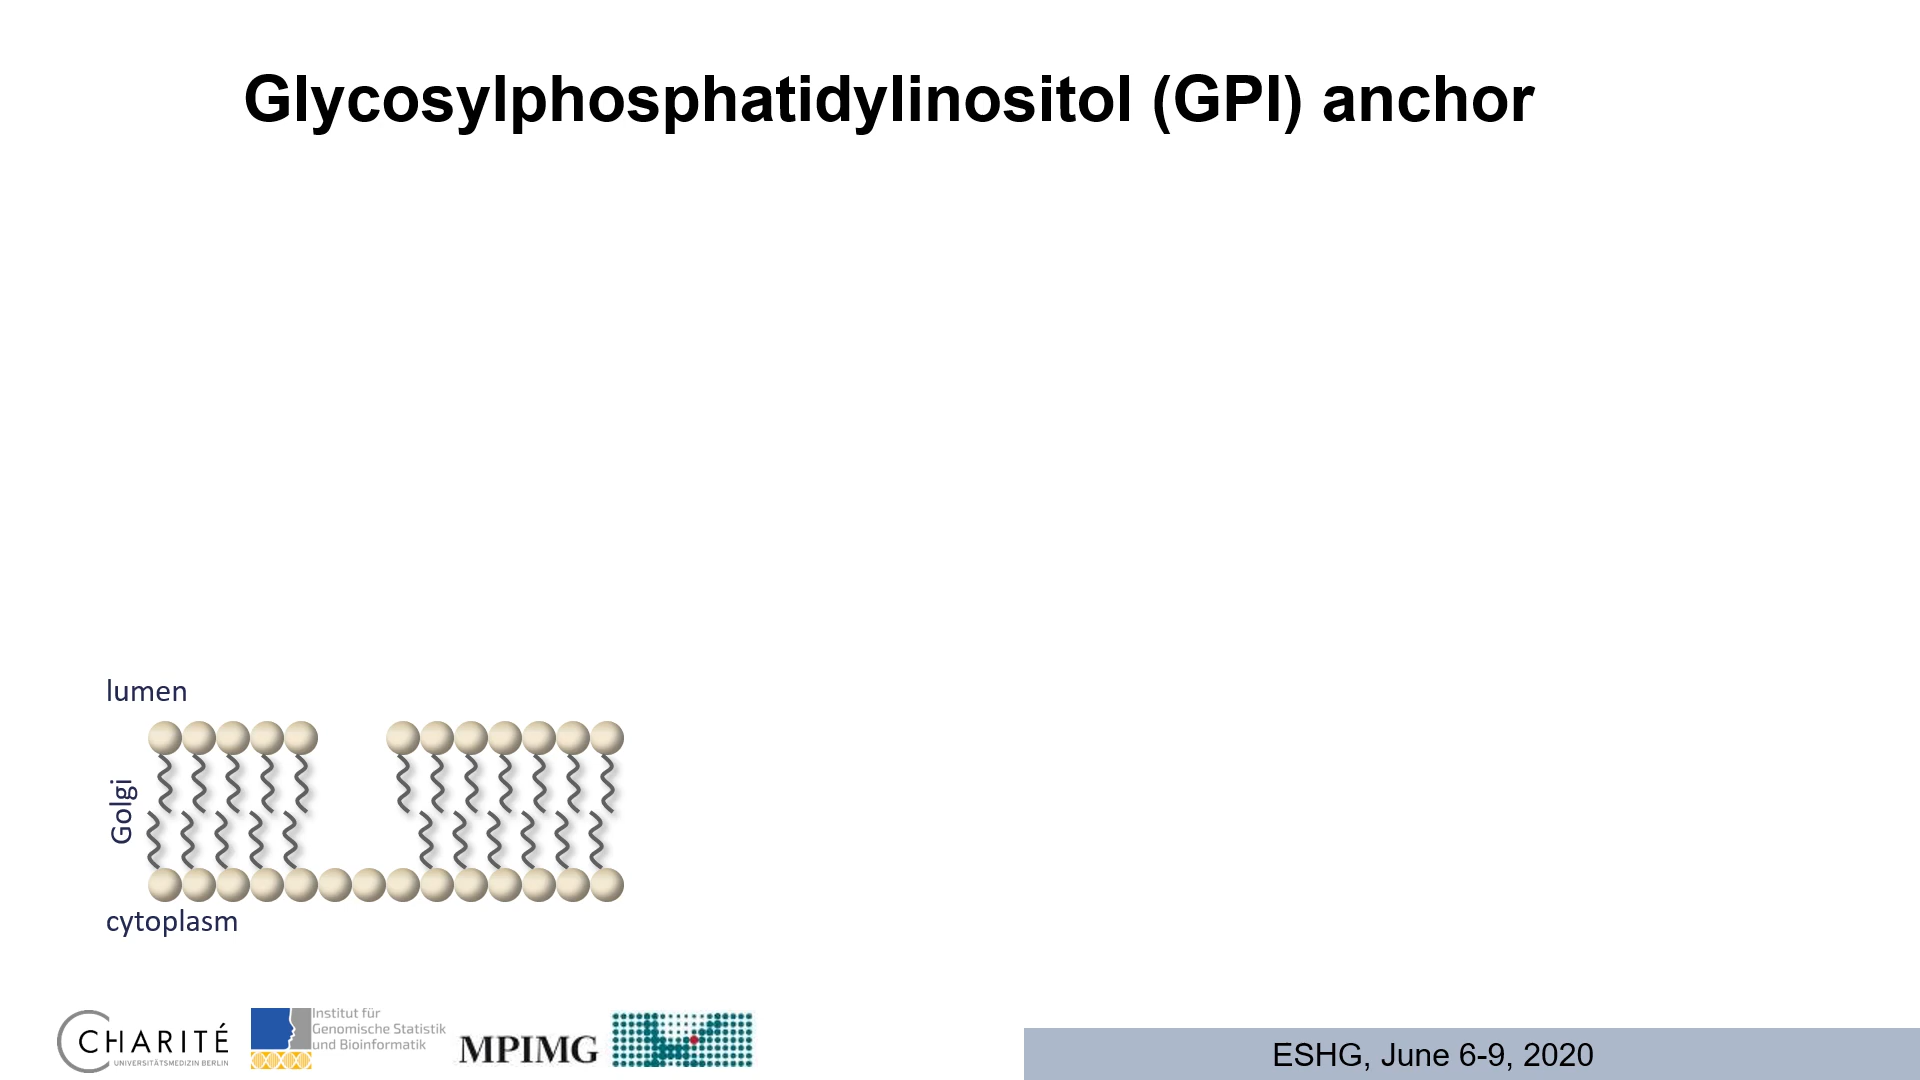 Glycosylphosphatidylinositol (GPI) anchor
lumen
Golgi
cytoplasm
CHARITÉ
UNIVERSITÄTSMEDIZIN BERLIN
Institut für
Genomische Statistik
und Bioinformatik
MPIMG
ESHG, June 6-9, 2020